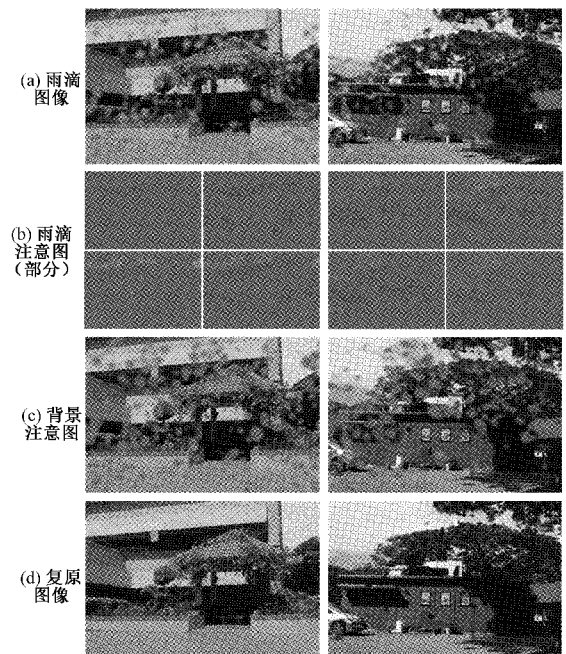 (a) 雨滴
图像
(b) 雨滴
注意图
（部分）
(c) 背景
注意图
(d) 复原
图像